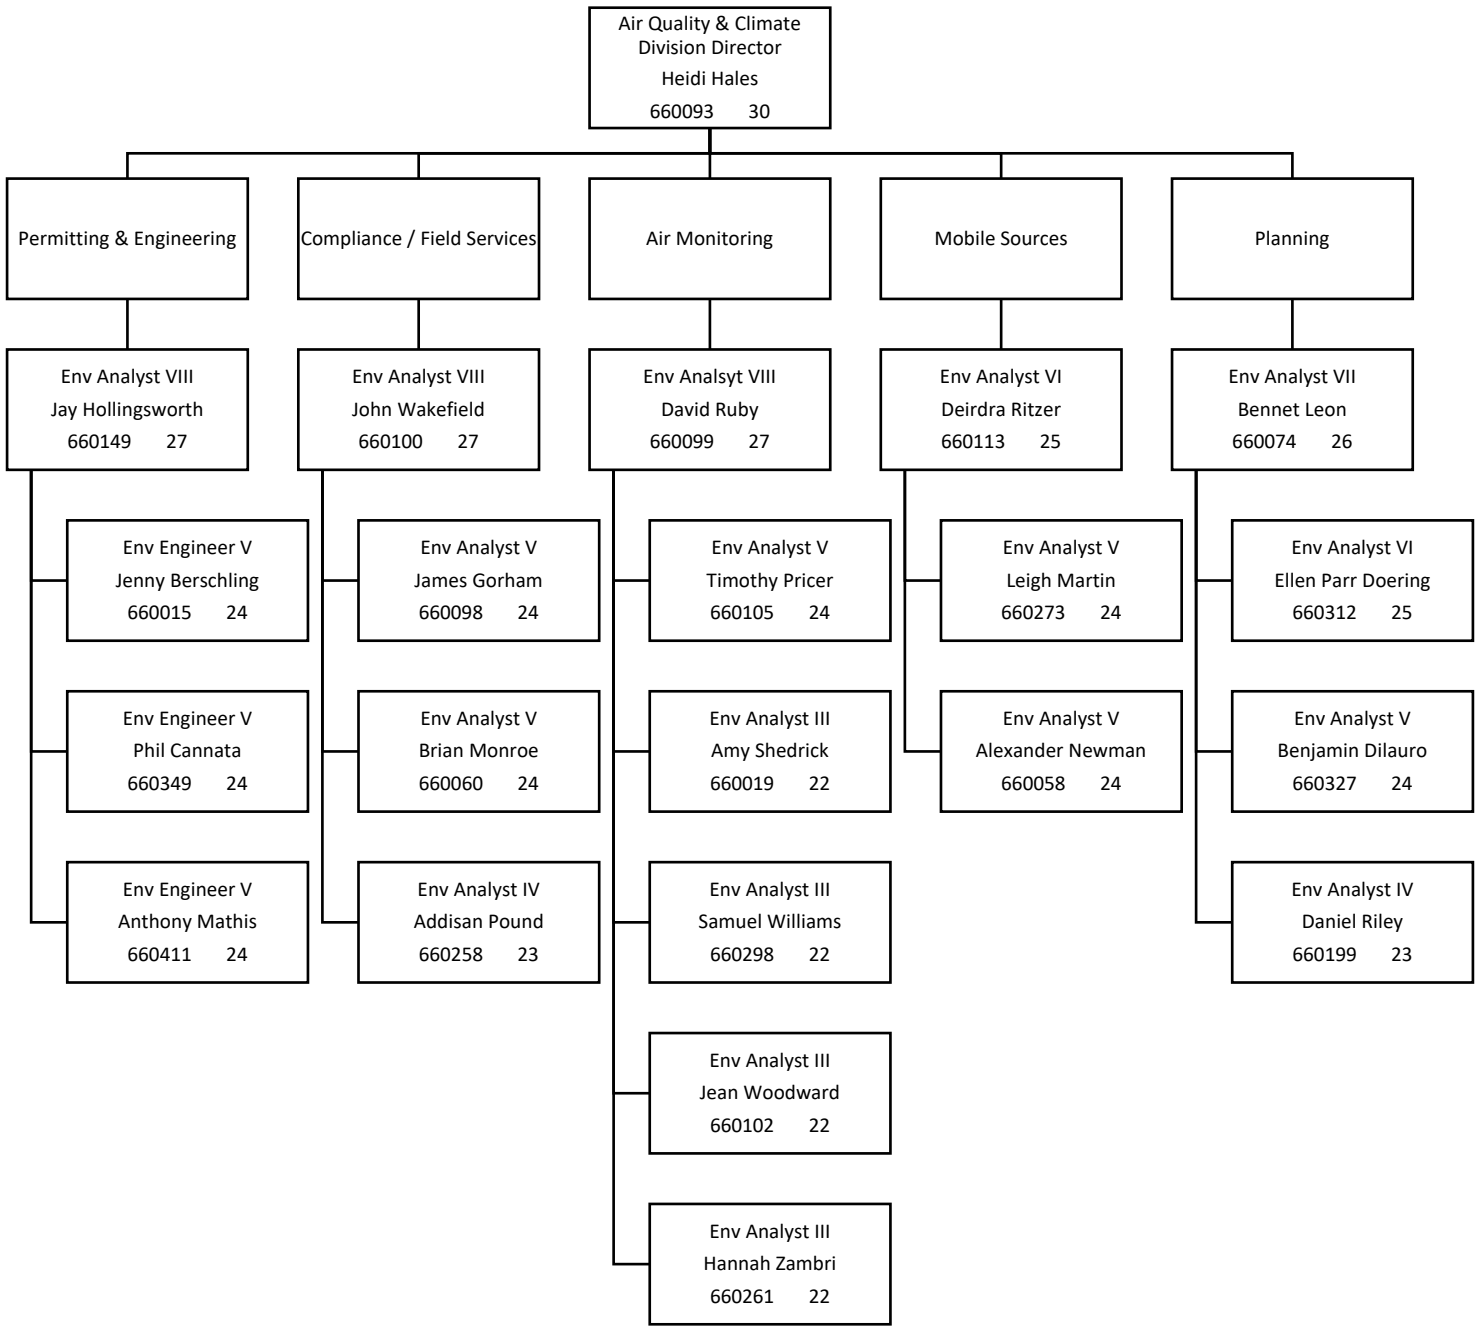 Air Quality & Climate
Division Director
Heidi Hales
660093 30
Permitting & Engineering
Compliance / Field Services
Air Monitoring
Mobile Sources
Planning
Env Analyst VIII
Jay Hollingsworth
660149 27
Env Analyst VIII
John Wakefield
660100 27
Env Analsyt VIII
David Ruby
660099 27
Env Analyst VI
Deirdra Ritzer
660113 25
Env Analyst VII
Bennet Leon
660074 26
Env Engineer V
Jenny Berschling
660015 24
Env Analyst V
James Gorham
660098 24
Env Analyst V
Timothy Pricer
660105 24
Env Analyst V
Leigh Martin
660273 24
Env Analyst VI
Ellen Parr Doering
660312 25
Env Engineer V
Phil Cannata
660349 24
Env Analyst V
Brian Monroe
660060 24
Env Analyst III
Amy Shedrick
660019 22
Env Analyst V
Alexander Newman
660058 24
Env Analyst V
Benjamin Dilauro
660327 24
Env Engineer V
Anthony Mathis
660411 24
Env Analyst IV
Addisan Pound
660258 23
Env Analyst III
Samuel Williams
660298 22
Env Analyst IV
Daniel Riley
660199 23
Env Analyst III
Jean Woodward
660102 22
Env Analyst III
Hannah Zambri
660261 22